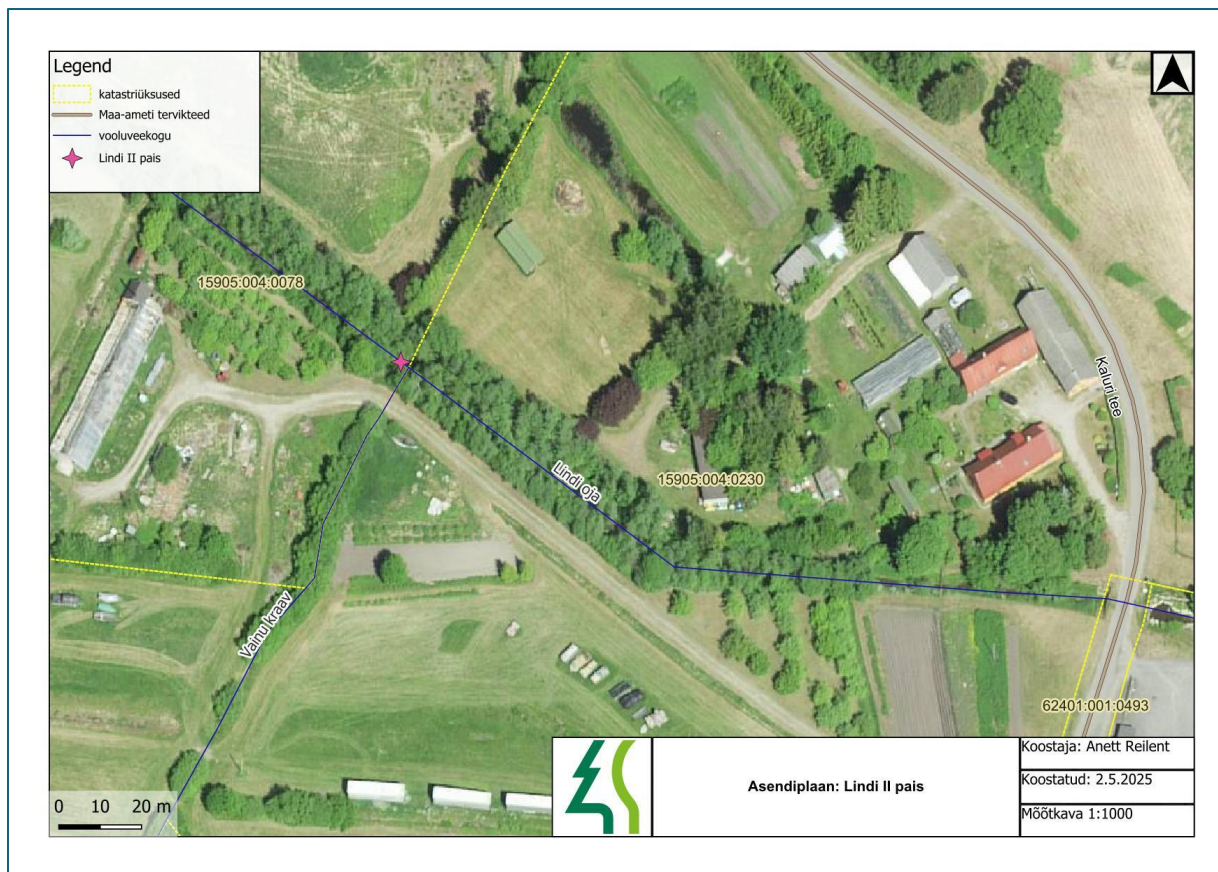 Legend
katastriüksused
Maa-ameti tervikteed
vooluveekogu
Lindi II pais
15905:004:0078
Kaluri tee
Lindi oja
15905:004:0230
Vainu kraav
62401:001:0493
0 10 20 m
Asendiplaan: Lindi II pais
Koostaja: Anett Reilent
Koostatud: 2.5.2025
Mõõtkava 1:1000